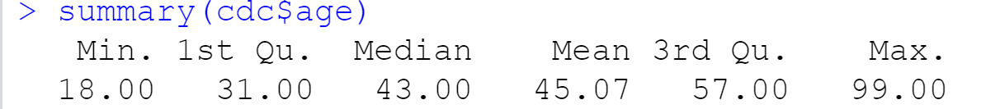 > summary(cdc$age)
Min. 1st Qu. Median Mean 3rd Qu. Max.
18.00 31.00 43.00 45.07 57.00 99.00